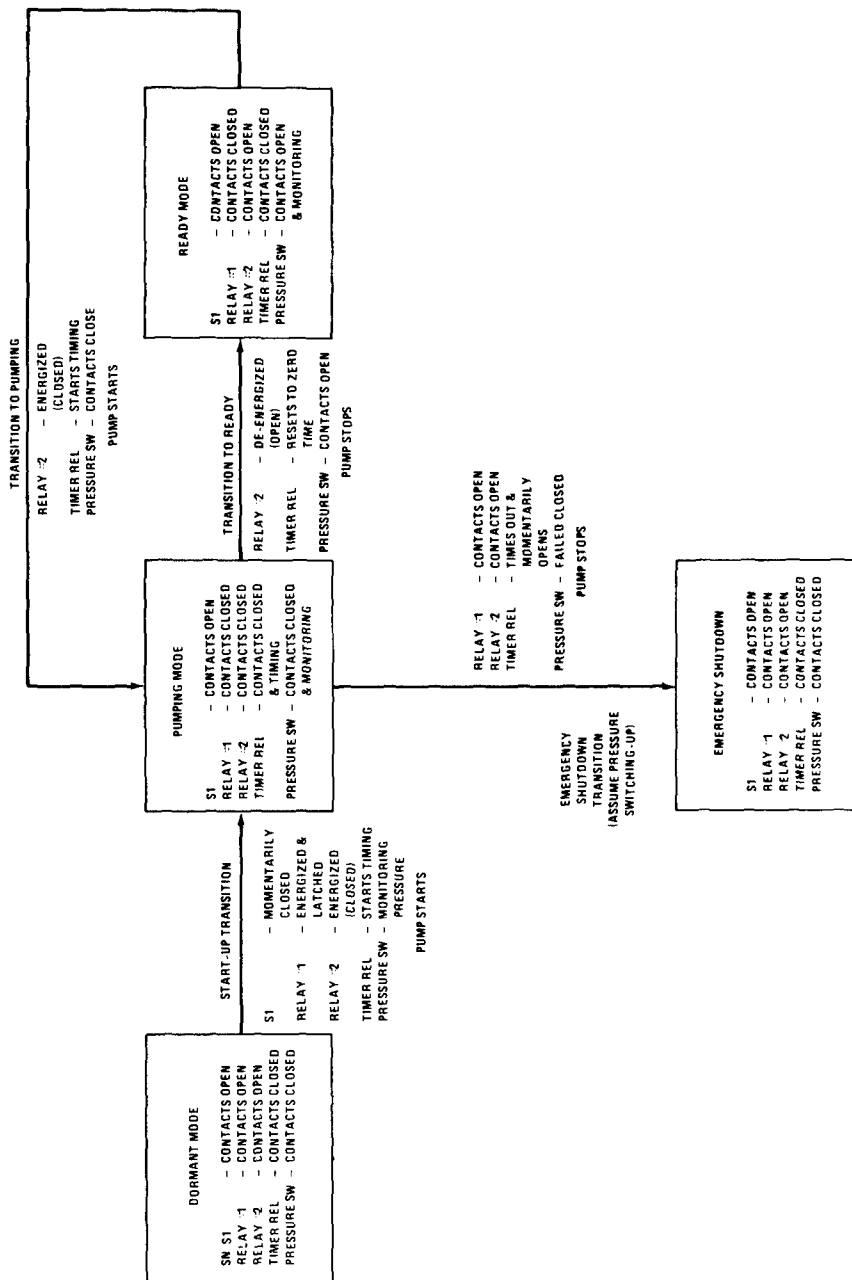 TRANSITION TO PUMPING
RELAY #2 – ENERGIZED
(CLOSED)
TIMER REL – STARTS TIMING
PRESSURE SW – CONTACTS CLOSE
PUMP STARTS
DORMANT MODE
SN S1 – CONTACTS OPEN
RELAY #1 – CONTACTS OPEN
RELAY #2 – CONTACTS OPEN
TIMER REL – CONTACTS CLOSED
PRESSURE SW – CONTACTS CLOSED
START-UP TRANSITION
S1 – MOMENTARILY
CLOSED
RELAY #1 – ENERGIZED &
LATCHED
RELAY #2 – ENERGIZED
(CLOSED)
TIMER REL – STARTS TIMING
PRESSURE SW – MONITORING
PRESSURE
PUMP STARTS
PUMPING MODE
S1 – CONTACTS OPEN
RELAY #1 – CONTACTS CLOSED
RELAY #2 – CONTACTS CLOSED
TIMER REL – CONTACTS CLOSED
& TIMING
PRESSURE SW – CONTACTS CLOSED
& MONITORING
TRANSITION TO READY
RELAY #2 – DE-ENERGIZED
(OPEN)
TIMER REL – RESETS TO ZERO
TIME
PRESSURE SW – CONTACTS OPEN
PUMP STOPS
READY MODE
S1 – CONTACTS OPEN
RELAY #1 – CONTACTS CLOSED
RELAY #2 – CONTACTS OPEN
TIMER REL – CONTACTS CLOSED
PRESSURE SW – CONTACTS OPEN
& MONITORING
EMERGENCY
SHUTDOWN
TRANSITION
(ASSUME PRESSURE
SWITCHING-UP)
RELAY #1 – CONTACTS OPEN
RELAY #2 – CONTACTS OPEN
TIMER REL – TIMES OUT &
MOMENTARILY
OPENS
PRESSURE SW – FAILED CLOSED
PUMP STOPS
EMERGENCY SHUTDOWN
S1 – CONTACTS OPEN
RELAY #1 – CONTACTS OPEN
RELAY #2 – CONTACTS OPEN
TIMER REL – CONTACTS CLOSED
PRESSURE SW – CONTACTS CLOSED